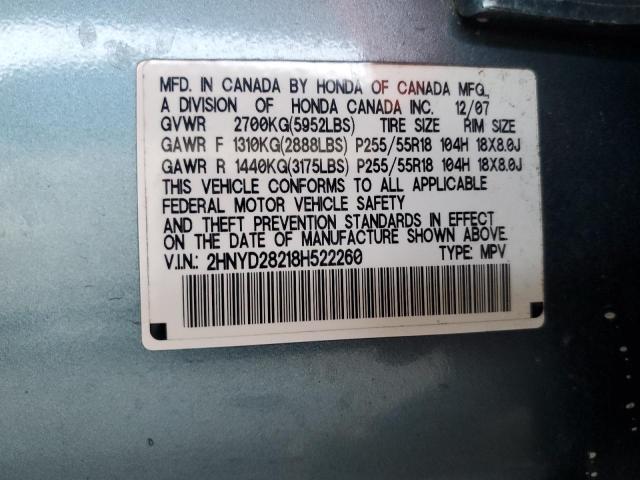 MFD. IN CANADA BY HONDA OF CANADA MFG.,
A DIVISION OF HONDA CANADA INC. 12/07
GVWR 2700KG(5952LBS) TIRE SIZE RIM SIZE
GAWR F 1310KG(2888LBS) P255/55R18 104H 18X8.0J
GAWR R 1440KG(3175LBS) P255/55R18 104H 18X8.0J
THIS VEHICLE CONFORMS TO ALL APPLICABLE
FEDERAL MOTOR VEHICLE SAFETY
AND THEFT PREVENTION STANDARDS IN EFFECT
ON THE DATE OF MANUFACTURE SHOWN ABOVE.
V.I.N.: 2HNYD28218H522260 TYPE: MPV